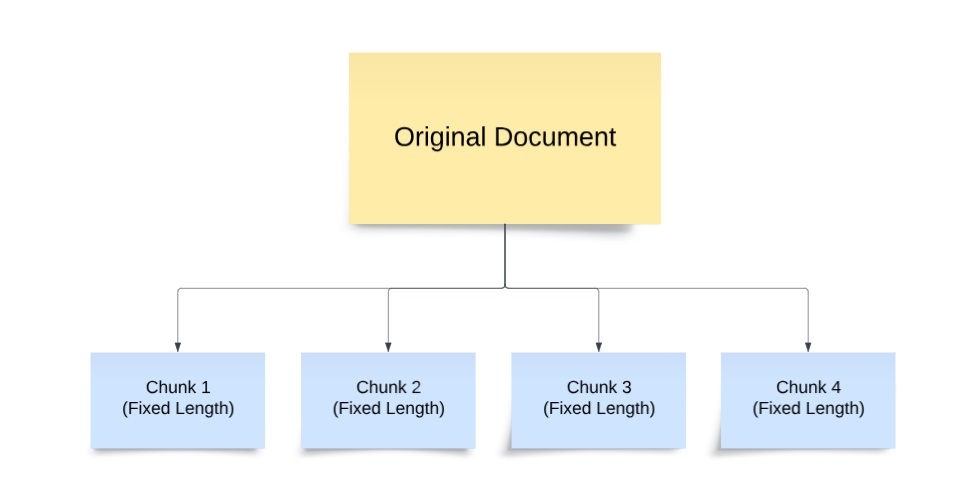 Original Document
Chunk 1
(Fixed Length)
Chunk 2
(Fixed Length)
Chunk 3
(Fixed Length)
Chunk 4
(Fixed Length)